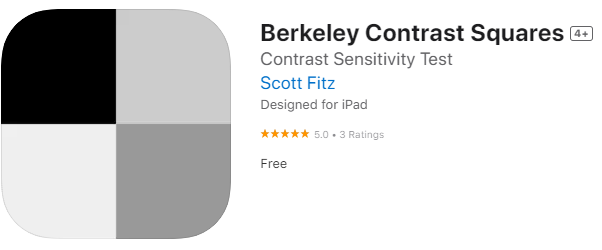 Berkeley Contrast Squares 4+
Contrast Sensitivity Test
Scott Fitz
Designed for iPad
★★★★★ 5.0 • 3 Ratings
Free